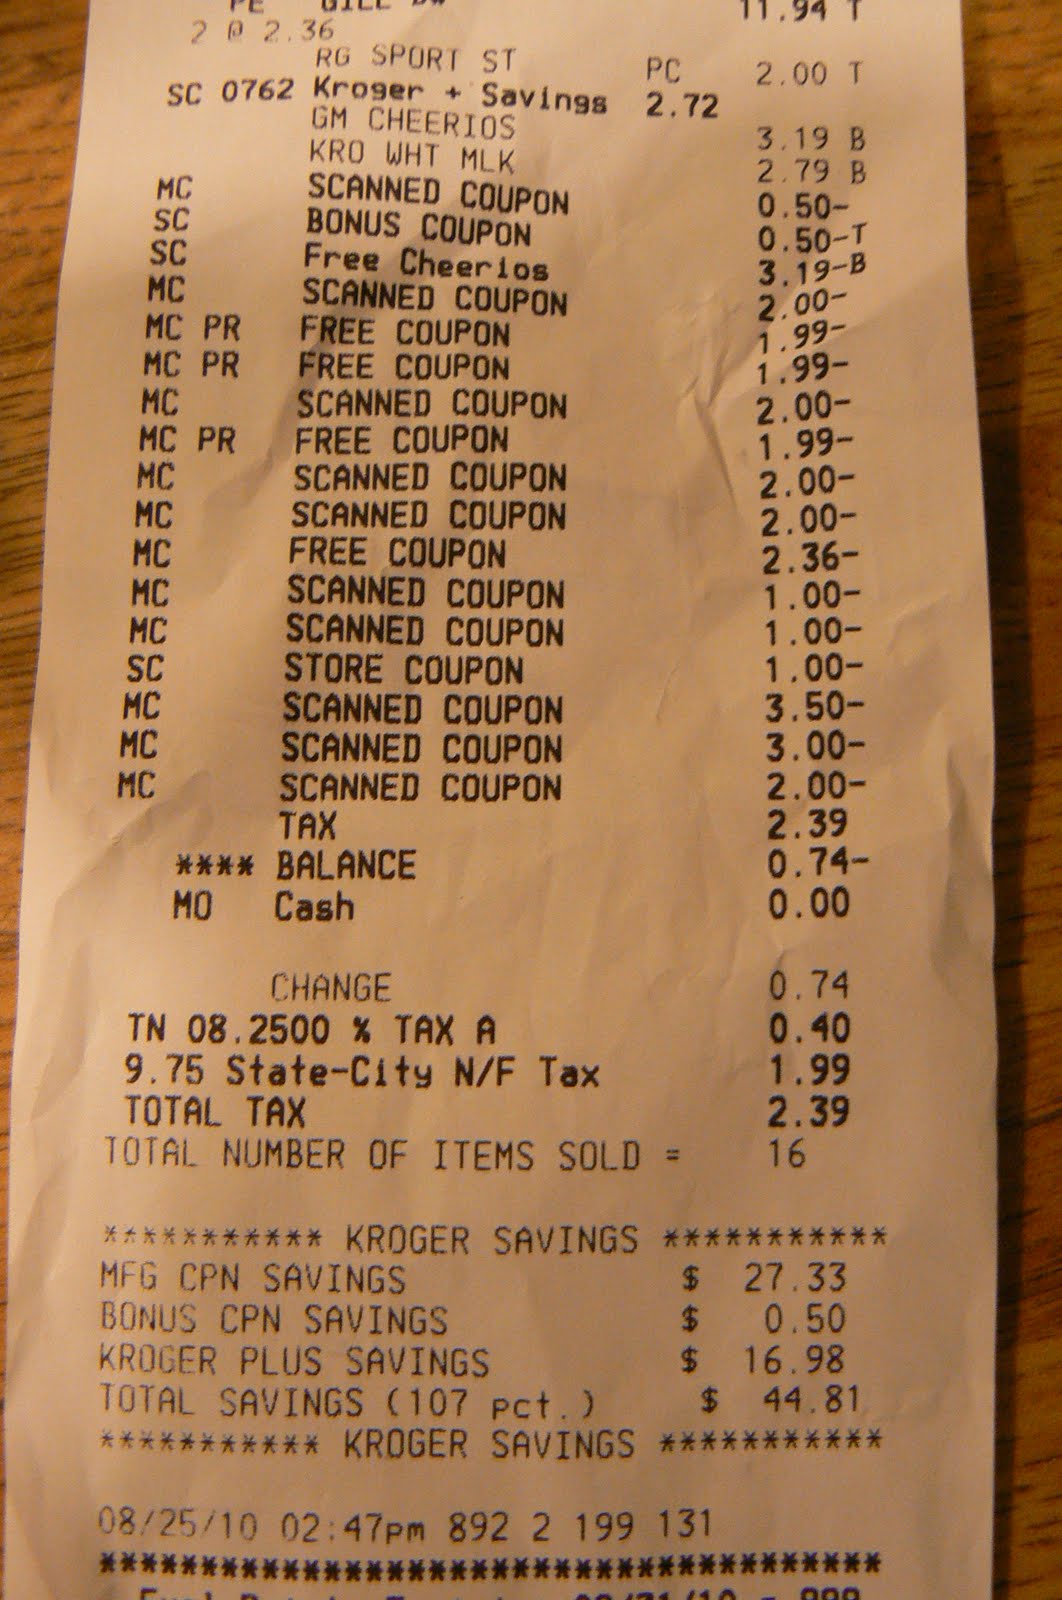 PE GILL BW 11.94 T
2 @ 2.36
RG SPORT ST PC 2.00 T
SC 0762 Kroger + Savings 2.72
GM CHEERIOS 3.19 B
KRO WHT MLK 2.79 B
MC SCANNED COUPON 0.50-
SC BONUS COUPON 0.50-T
SC Free Cheerios 3.19-B
MC SCANNED COUPON 2.00-
MC PR FREE COUPON 1.99-
MC PR FREE COUPON 1.99-
MC SCANNED COUPON 2.00-
MC PR FREE COUPON 1.99-
MC SCANNED COUPON 2.00-
MC SCANNED COUPON 2.00-
MC FREE COUPON 2.36-
MC SCANNED COUPON 1.00-
MC SCANNED COUPON 1.00-
SC STORE COUPON 1.00-
MC SCANNED COUPON 3.50-
MC SCANNED COUPON 3.00-
MC SCANNED COUPON 2.00-
TAX 2.39
**** BALANCE 0.74-
MO Cash 0.00
CHANGE 0.74
TN 08.2500 % TAX A 0.40
9.75 State-City N/F Tax 1.99
TOTAL TAX 2.39
TOTAL NUMBER OF ITEMS SOLD = 16
*********** KROGER SAVINGS ***********
MFG CPN SAVINGS $ 27.33
BONUS CPN SAVINGS $ 0.50
KROGER PLUS SAVINGS $ 16.98
TOTAL SAVINGS (107 pct.) $ 44.81
*********** KROGER SAVINGS ***********
08/25/10 02:47pm 892 2 199 131
**************************************